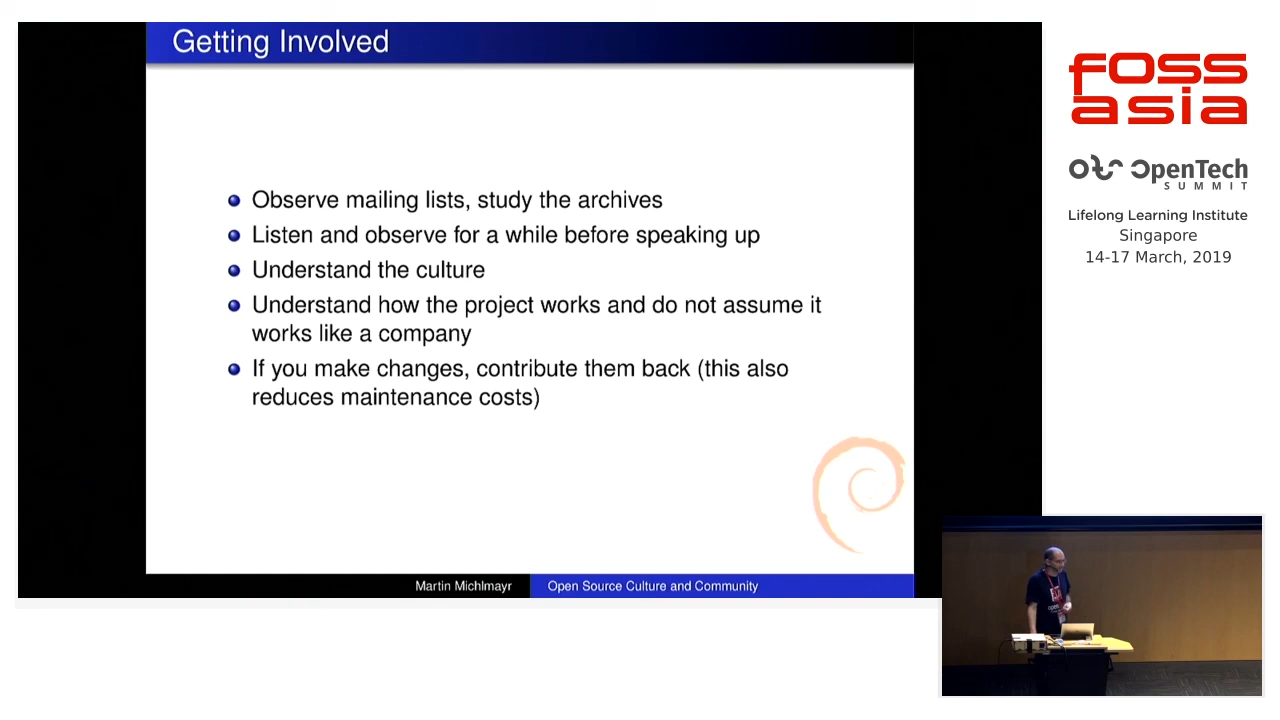 Getting Involved
Observe mailing lists, study the archives
Listen and observe for a while before speaking up
Understand the culture
Understand how the project works and do not assume it
works like a company
If you make changes, contribute them back (this also
reduces maintenance costs)
Martin Michlmayr
Open Source Culture and Community
fOSS
asia
OpenTech
SUMMIT
Lifelong Learning Institute
Singapore
14-17 March, 2019